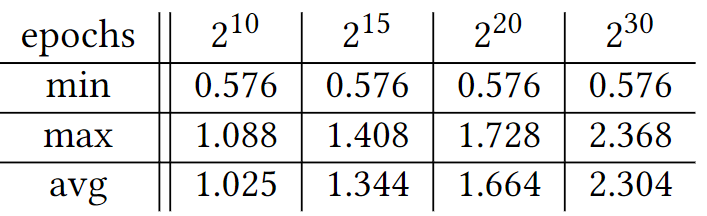 epochs 2^10 2^15 2^20 2^30
min 0.576 0.576 0.576 0.576
max 1.088 1.408 1.728 2.368
avg 1.025 1.344 1.664 2.304